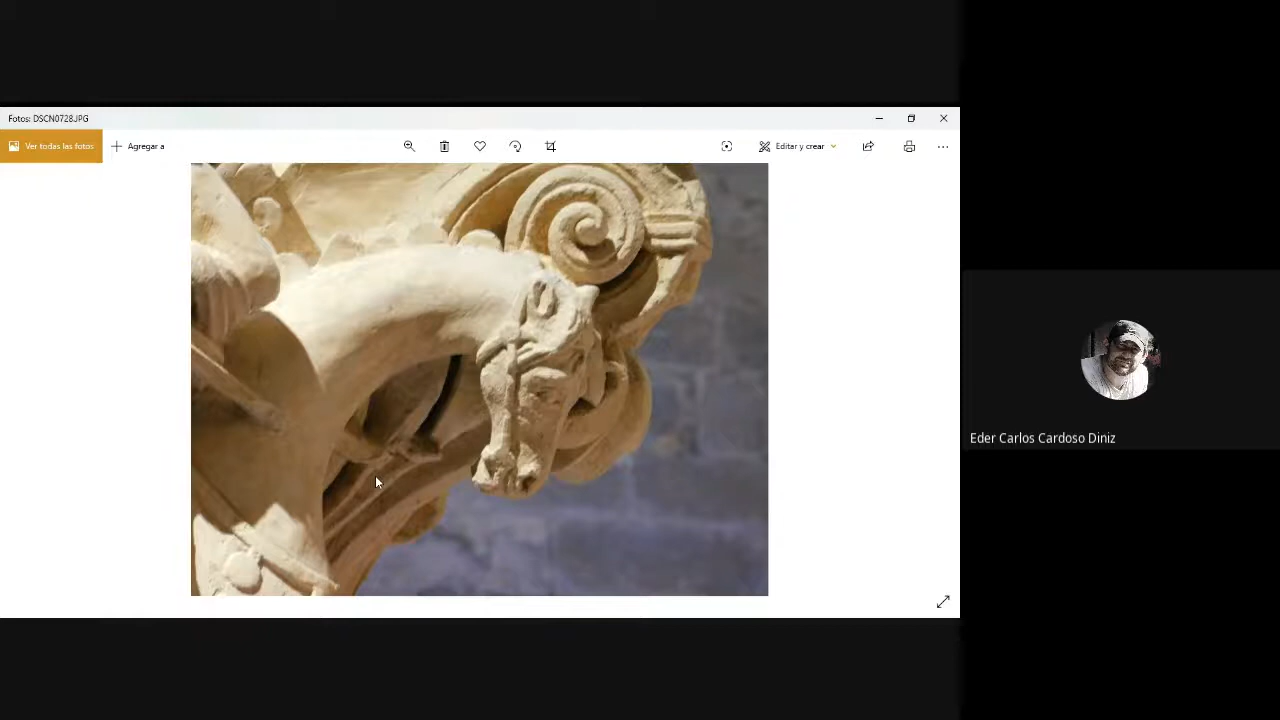 Fotos: DSCN0728.JPG
Ver todas las fotos
Agregar a
Editar y crear
Eder Carlos Cardoso Diniz